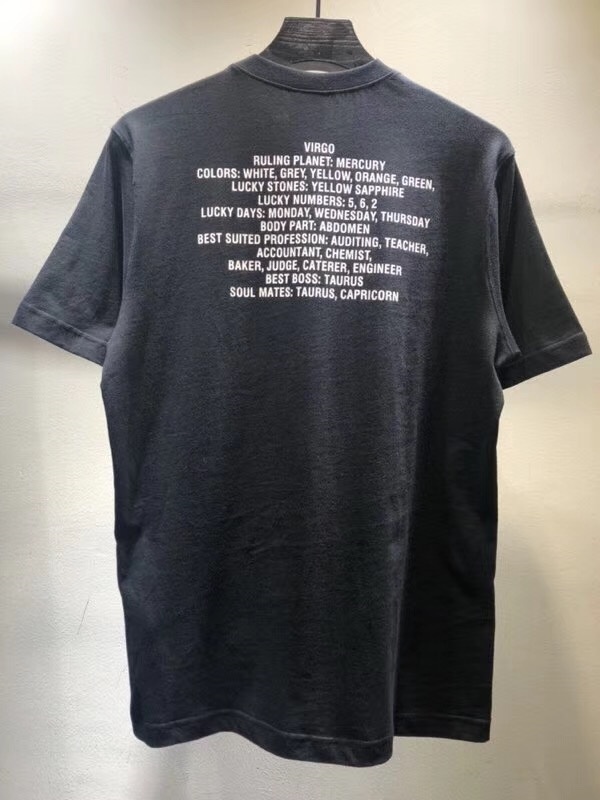 VIRGO
RULING PLANET: MERCURY
COLORS: WHITE, GREY, YELLOW, ORANGE, GREEN,
LUCKY STONES: YELLOW SAPPHIRE
LUCKY NUMBERS: 5, 6, 2
LUCKY DAYS: MONDAY, WEDNESDAY, THURSDAY
BODY PART: ABDOMEN
BEST SUITED PROFESSION: AUDITING, TEACHER,
ACCOUNTANT, CHEMIST,
BAKER, JUDGE, CATERER, ENGINEER
BEST BOSS: TAURUS
SOUL MATES: TAURUS, CAPRICORN